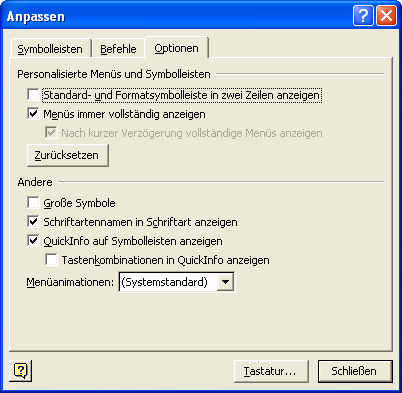 Anpassen
Symbolleisten Befehle Optionen
Personalisierte Menüs und Symbolleisten
Standard- und Formatsymbolleiste in zwei Zeilen anzeigen
Menüs immer vollständig anzeigen
Nach kurzer Verzögerung vollständige Menüs anzeigen
Zurücksetzen
Andere
Große Symbole
Schriftartennamen in Schriftart anzeigen
QuickInfo auf Symbolleisten anzeigen
Tastenkombinationen in QuickInfo anzeigen
Menüanimationen: (Systemstandard)
Tastatur... Schließen